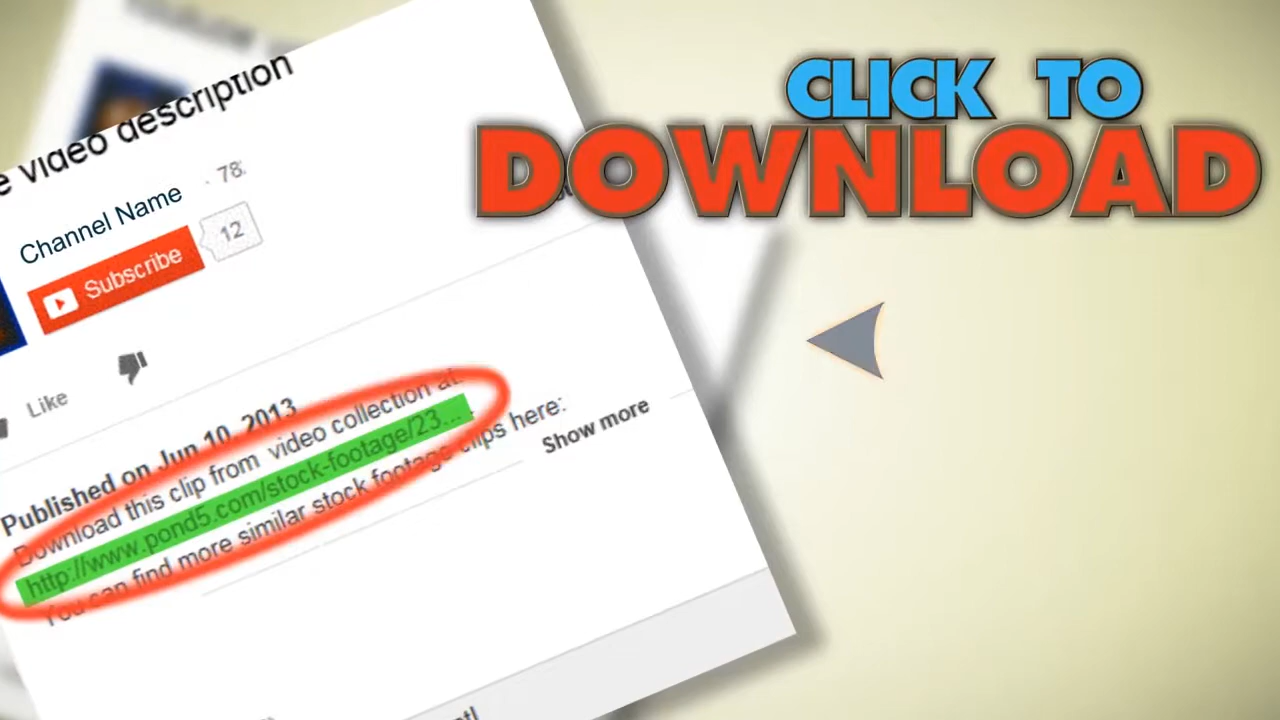 CLICK TO
DOWNLOAD
video description
Channel Name
78
Subscribe
12
Like
Published on Jun 10, 2013
Download this clip from video collection at:
http://www.pond5.com/stock-footage/23...
You can find more similar stock footage clips here:
Show more